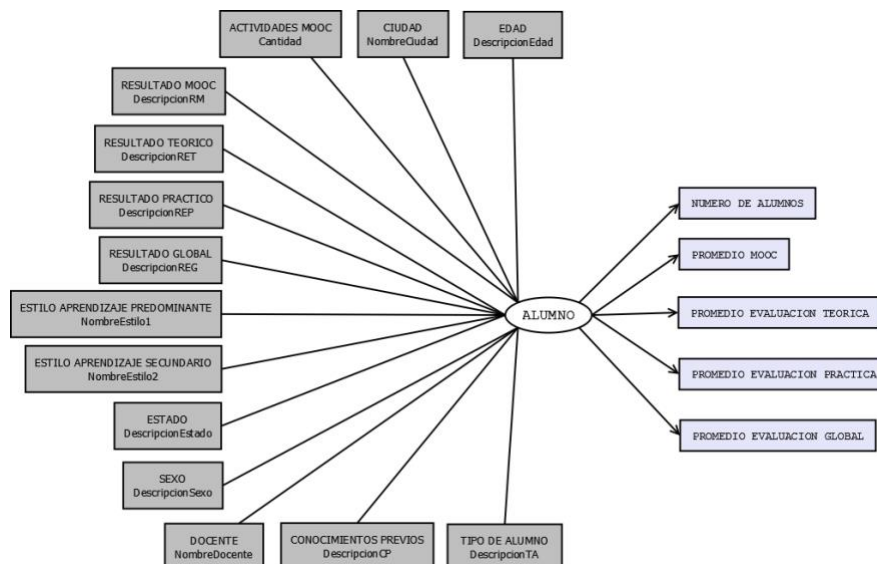 ACTIVIDADES MOOC
Cantidad
CIUDAD
NombreCiudad
EDAD
DescripcionEdad
RESULTADO MOOC
DescripcionRM
RESULTADO TEORICO
DescripcionRET
RESULTADO PRACTICO
DescripcionREP
RESULTADO GLOBAL
DescripcionREG
ESTILO APRENDIZAJE PREDOMINANTE
NombreEstilo1
ESTILO APRENDIZAJE SECUNDARIO
NombreEstilo2
ESTADO
DescripcionEstado
SEXO
DescripcionSexo
DOCENTE
NombreDocente
CONOCIMIENTOS PREVIOS
DescripcionCP
TIPO DE ALUMNO
DescripcionTA
ALUMNO
NUMERO DE ALUMNOS
PROMEDIO MOOC
PROMEDIO EVALUACION TEORICA
PROMEDIO EVALUACION PRACTICA
PROMEDIO EVALUACION GLOBAL